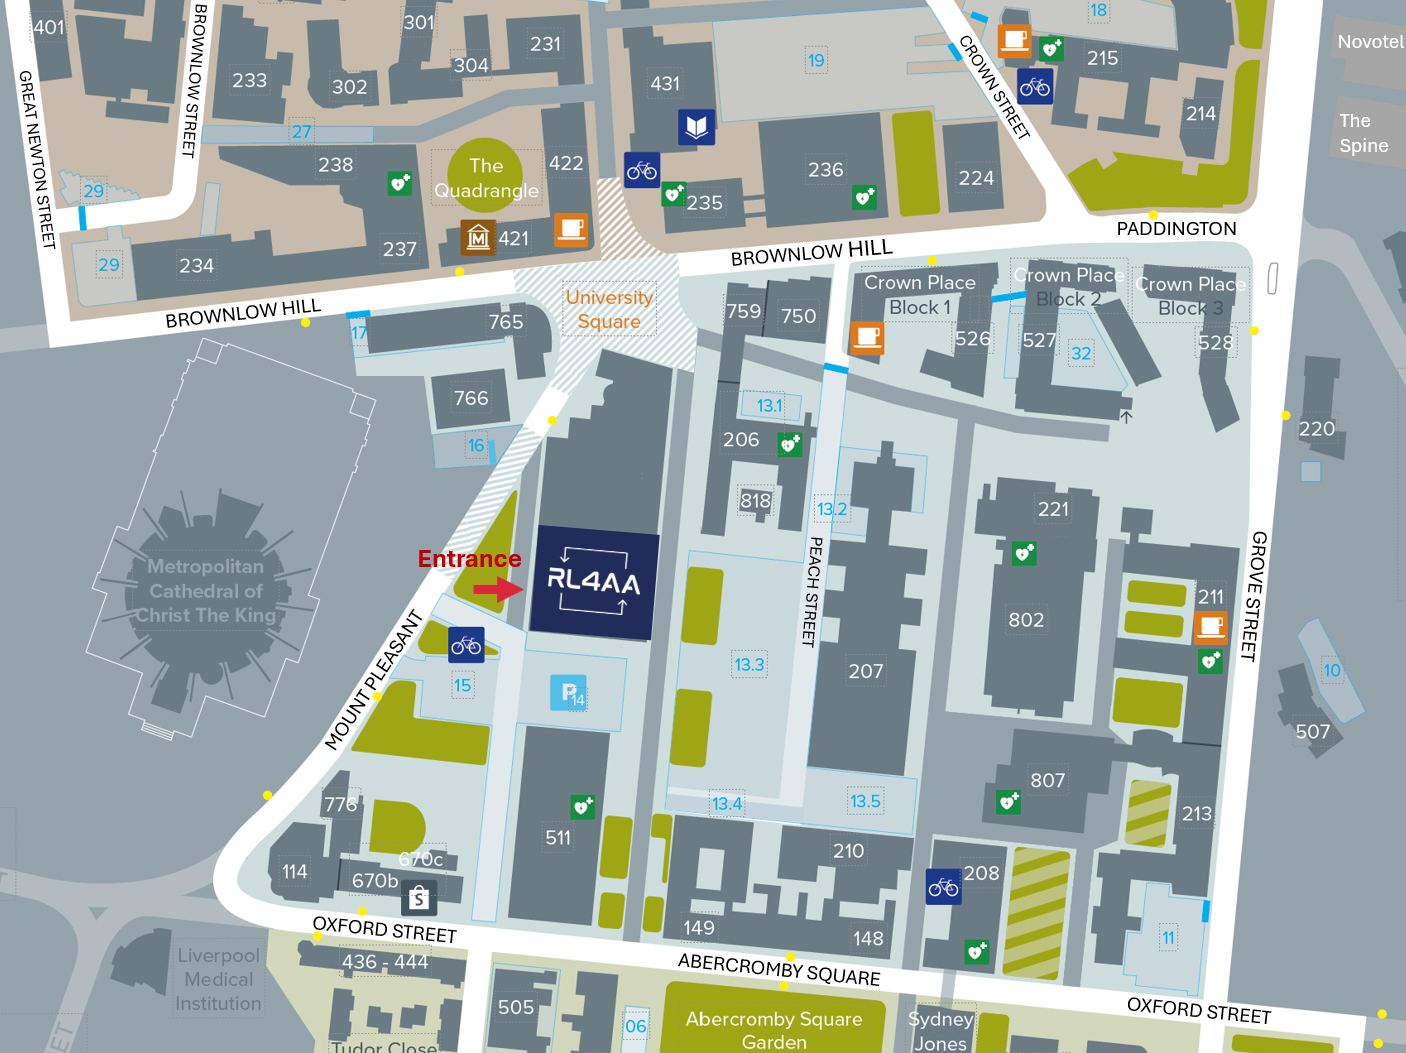 401
BROWNLOW STREET
301
304
231
18
CROWN STREET
215
Novotel
233
302
431
19
214
The
Spine
GREAT NEWTON STREET
27
238
The
Quadrangle
422
236
224
29
235
PADDINGTON
421
237
234
29
BROWNLOW HILL
BROWNLOW HILL
University
Square
Crown Place
Block 1
Crown Place
Block 2
Crown Place
Block 3
17
765
759
750
526
527
32
528
766
16
13.1
206
220
818
13.2
221
Entrance
RL4AA
PEACH STREET
GROVE STREET
Metropolitan
Cathedral of
Christ The King
211
802
MOUNT PLEASANT
15
P
14
13.3
207
10
507
776
511
13.4
13.5
807
213
114
670c
670b
S
210
208
OXFORD STREET
149
148
11
436 - 444
ABERCROMBY SQUARE
Liverpool
Medical
Institution
505
06
Abercromby Square
Garden
Sydney
Jones
OXFORD STREET
Tudor Close